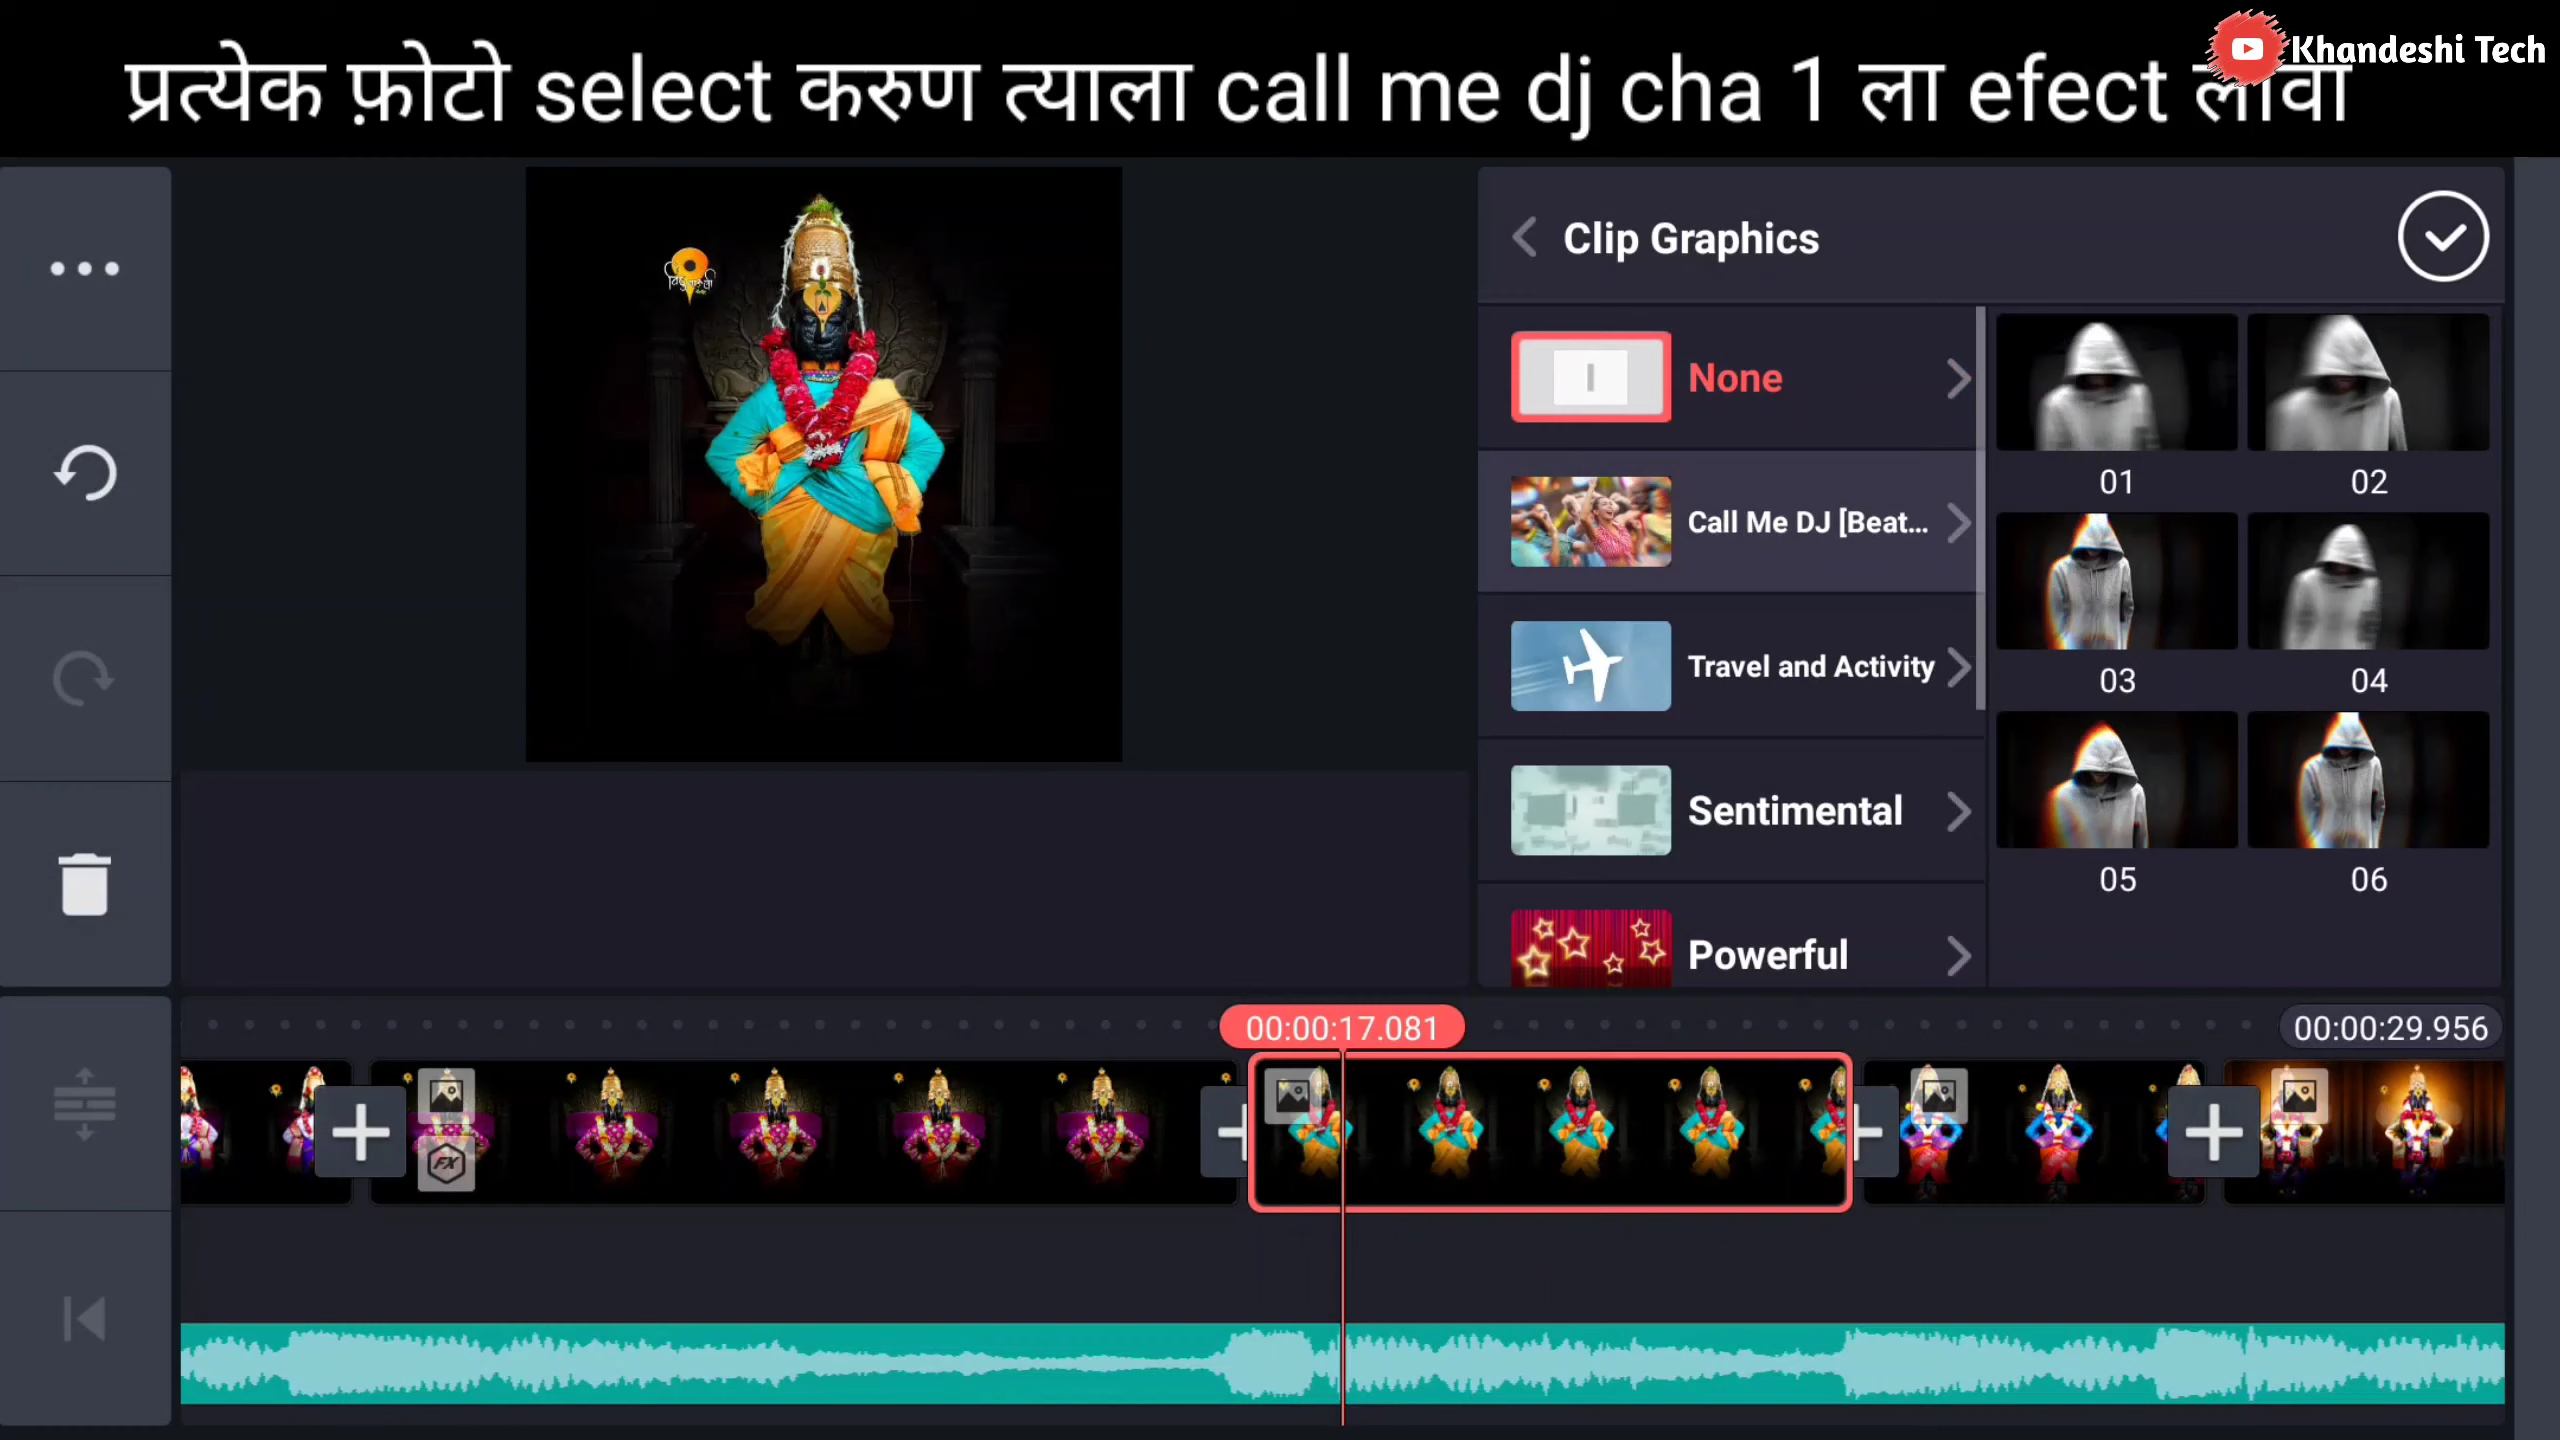 प्रत्येक फ़ोटो select करुण त्याला call me dj cha 1 ला efect लावा
Khandeshi Tech
Clip Graphics
None
Call Me DJ [Beat...
Travel and Activity
Sentimental
Powerful
01
02
03
04
05
06
00:00:17.081
00:00:29.956
FX